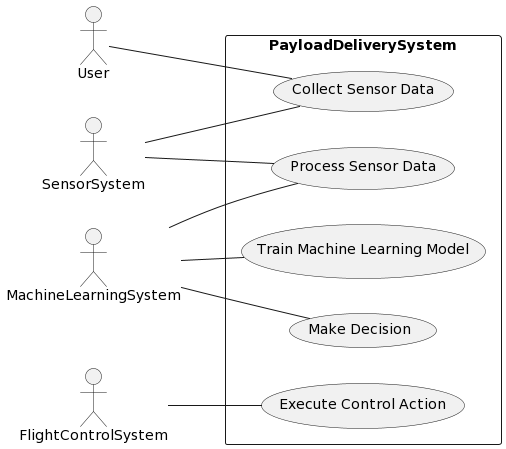 PayloadDeliverySystem
User
Collect Sensor Data
SensorSystem
Process Sensor Data
MachineLearningSystem
Train Machine Learning Model
Make Decision
FlightControlSystem
Execute Control Action